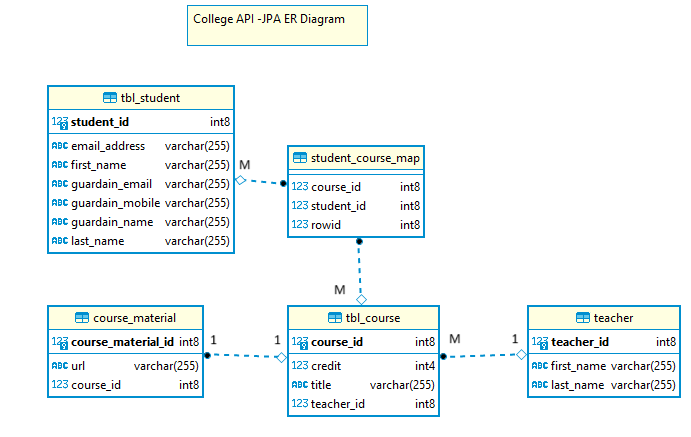 College API -JPA ER Diagram
tbl_student
123 student_id int8
ABC email_address varchar(255)
ABC first_name varchar(255)
ABC guardain_email varchar(255)
ABC guardain_mobile varchar(255)
ABC guardain_name varchar(255)
ABC last_name varchar(255)
M
student_course_map
123 course_id int8
123 student_id int8
123 rowid int8
M
course_material
123 course_material_id int8
ABC url varchar(255)
123 course_id int8
1
1
tbl_course
123 course_id int8
123 credit int4
ABC title varchar(255)
123 teacher_id int8
M
1
teacher
123 teacher_id int8
ABC first_name varchar(255)
ABC last_name varchar(255)